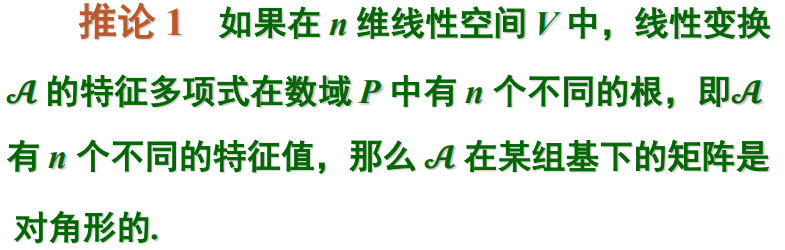 推论 1 如果在 n 维线性空间 V 中，线性变换
𝒜 的特征多项式在数域 P 中有 n 个不同的根，即𝒜
有 n 个不同的特征值，那么 𝒜 在某组基下的矩阵是
对角形的.